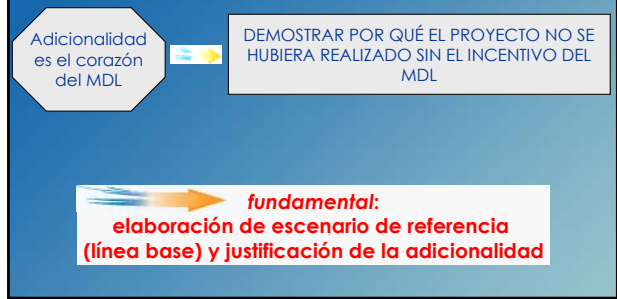 Adicionalidad
es el corazón
del MDL
DEMOSTRAR POR QUÉ EL PROYECTO NO SE
HUBIERA REALIZADO SIN EL INCENTIVO DEL
MDL
fundamental:
elaboración de escenario de referencia
(línea base) y justificación de la adicionalidad